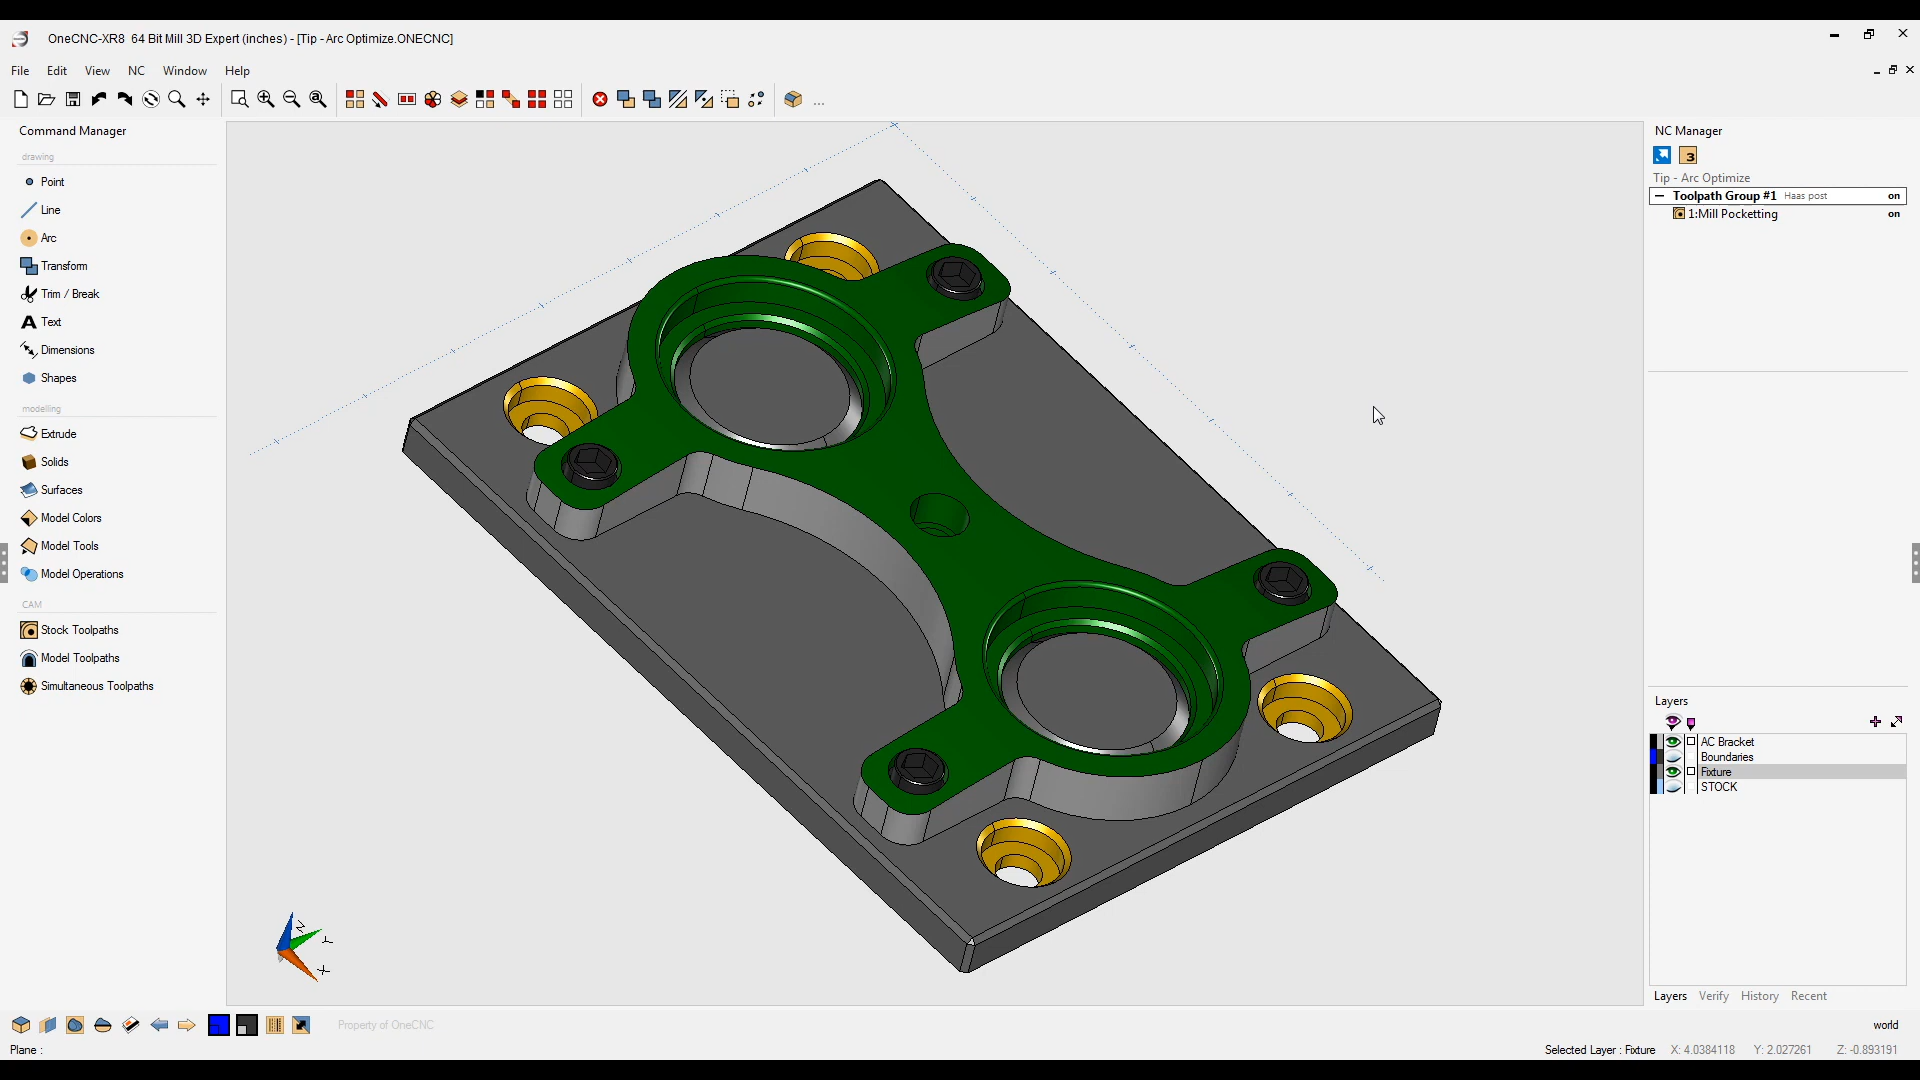 OneCNC-XR8 64 Bit Mill 3D Expert (inches) - [Tip - Arc Optimize.ONECNC]
File Edit View NC Window Help
Command Manager
drawing
Point
Line
Arc
Transform
Trim / Break
Text
Dimensions
Shapes
modelling
Extrude
Solids
Surfaces
Model Colors
Model Tools
Model Operations
CAM
Stock Toolpaths
Model Toolpaths
Simultaneous Toolpaths
Z
Y
X
NC Manager
3
Tip - Arc Optimize
Toolpath Group #1 Haas post on
1:Mill Pocketting on
Layers
AC Bracket
Boundaries
Fixture
STOCK
Layers Verify History Recent
Property of OneCNC
world
Plane :
Selected Layer : Fixture X: 4.0384118 Y: 2.027261 Z: -0.893191